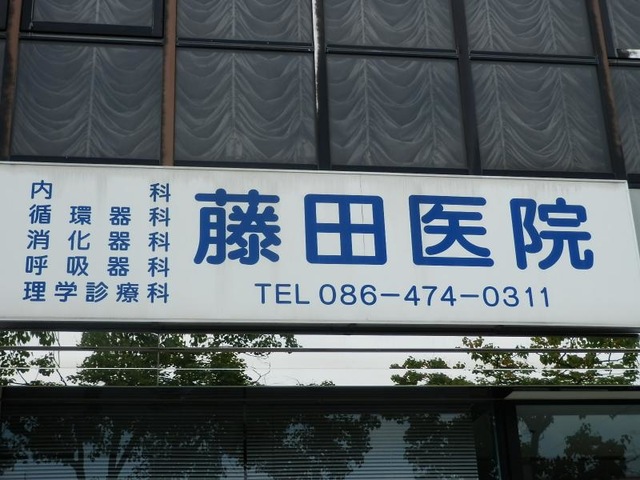 内科
循環器科
消化器科
呼吸器科
理学診療科
藤田医院
TEL 086-474-0311